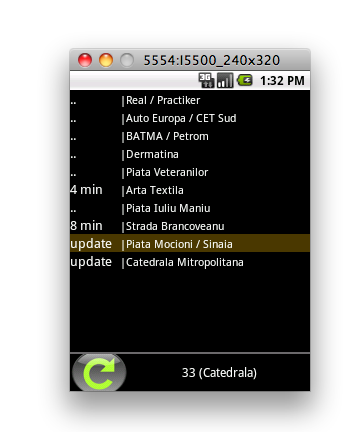 5554:I5500_240x320
3G 1:32 PM
.. |Real / Practiker
.. |Auto Europa / CET Sud
.. |BATMA / Petrom
.. |Dermatina
.. |Piata Veteranilor
4 min |Arta Textila
.. |Piata Iuliu Maniu
8 min |Strada Brancoveanu
update |Piata Mocioni / Sinaia
update |Catedrala Mitropolitana
33 (Catedrala)